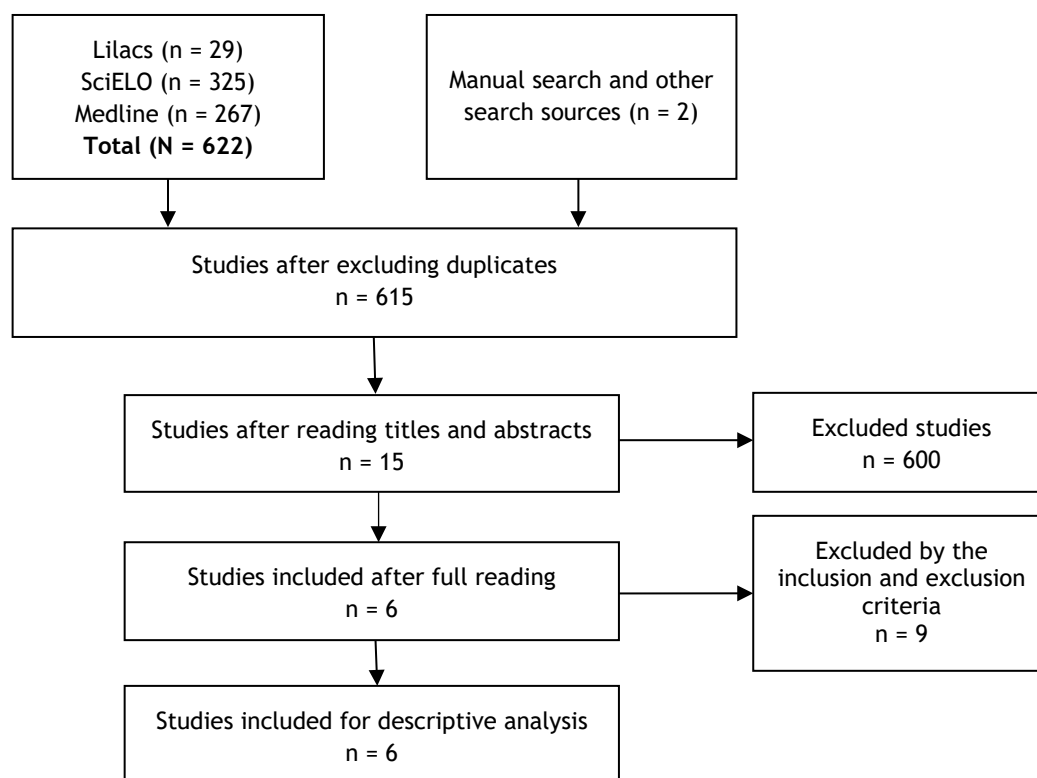 Lilacs (n = 29)
SciELO (n = 325)
Medline (n = 267)
Total (N = 622)
Manual search and other
search sources (n = 2)
Studies after excluding duplicates
n = 615
Studies after reading titles and abstracts
n = 15
Excluded studies
n = 600
Studies included after full reading
n = 6
Excluded by the
inclusion and exclusion
criteria
n = 9
Studies included for descriptive analysis
n = 6